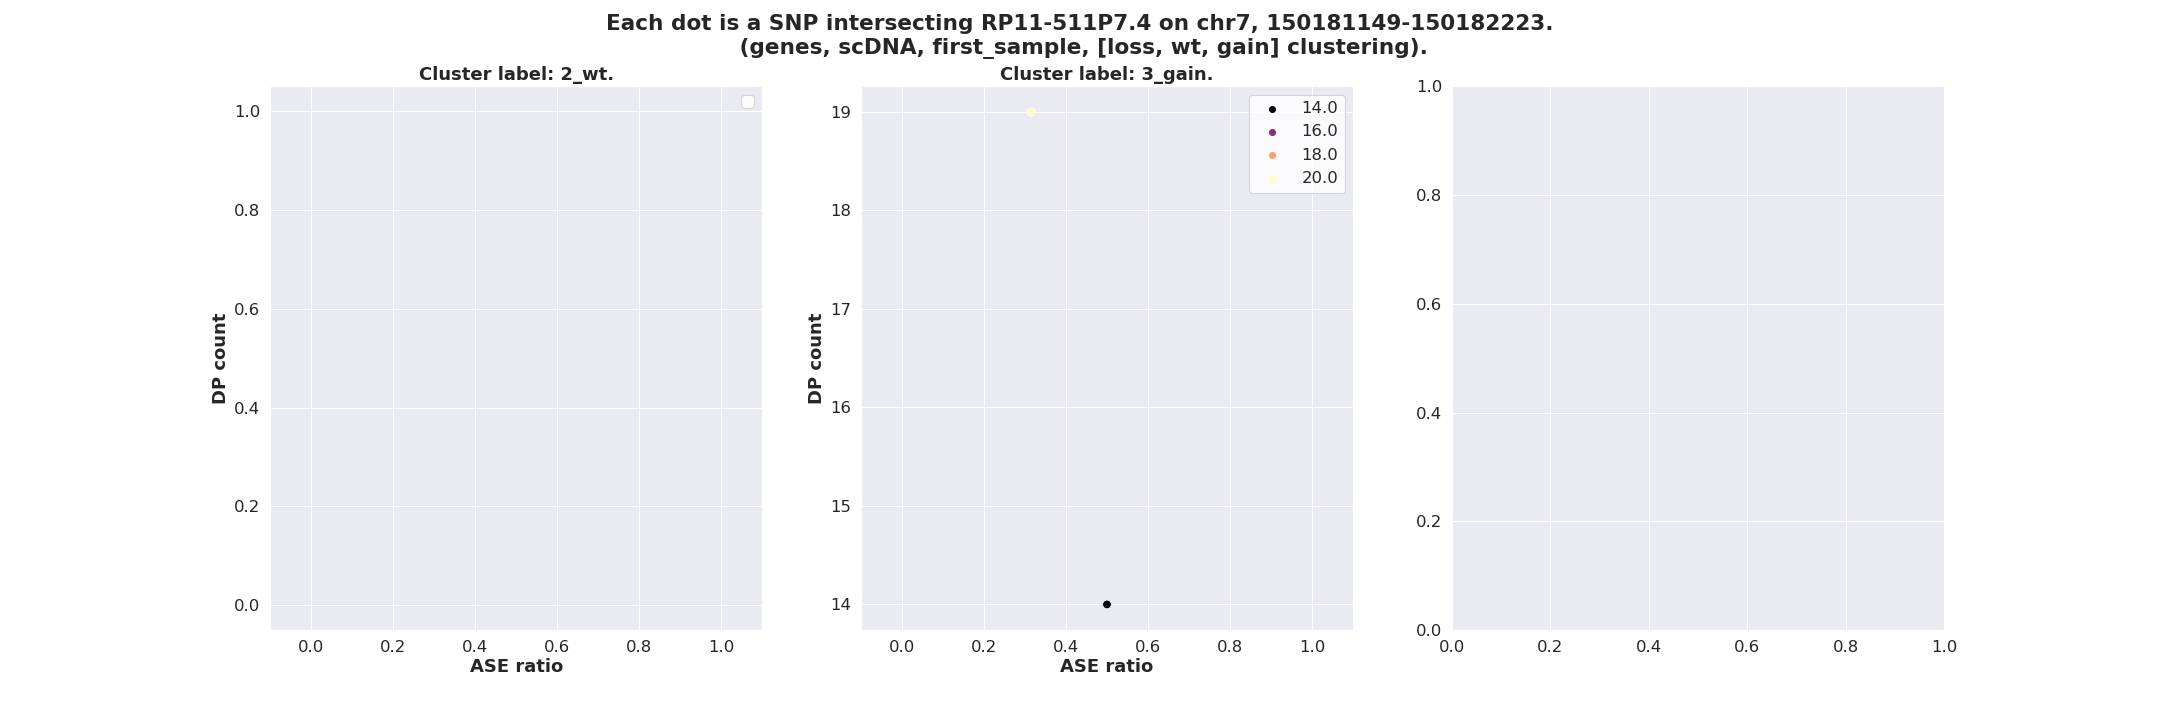 Each dot is a SNP intersecting RP11-511P7.4 on chr7, 150181149-150182223.
(genes, scDNA, first_sample, [loss, wt, gain] clustering).
Cluster label: 2_wt.
1.0
0.8
0.6
0.4
0.2
0.0
DP count
0.0 0.2 0.4 0.6 0.8 1.0
ASE ratio
Cluster label: 3_gain.
19
18
17
16
15
14
DP count
14.0
16.0
18.0
20.0
0.0 0.2 0.4 0.6 0.8 1.0
ASE ratio
1.0
0.8
0.6
0.4
0.2
0.0
0.0 0.2 0.4 0.6 0.8 1.0